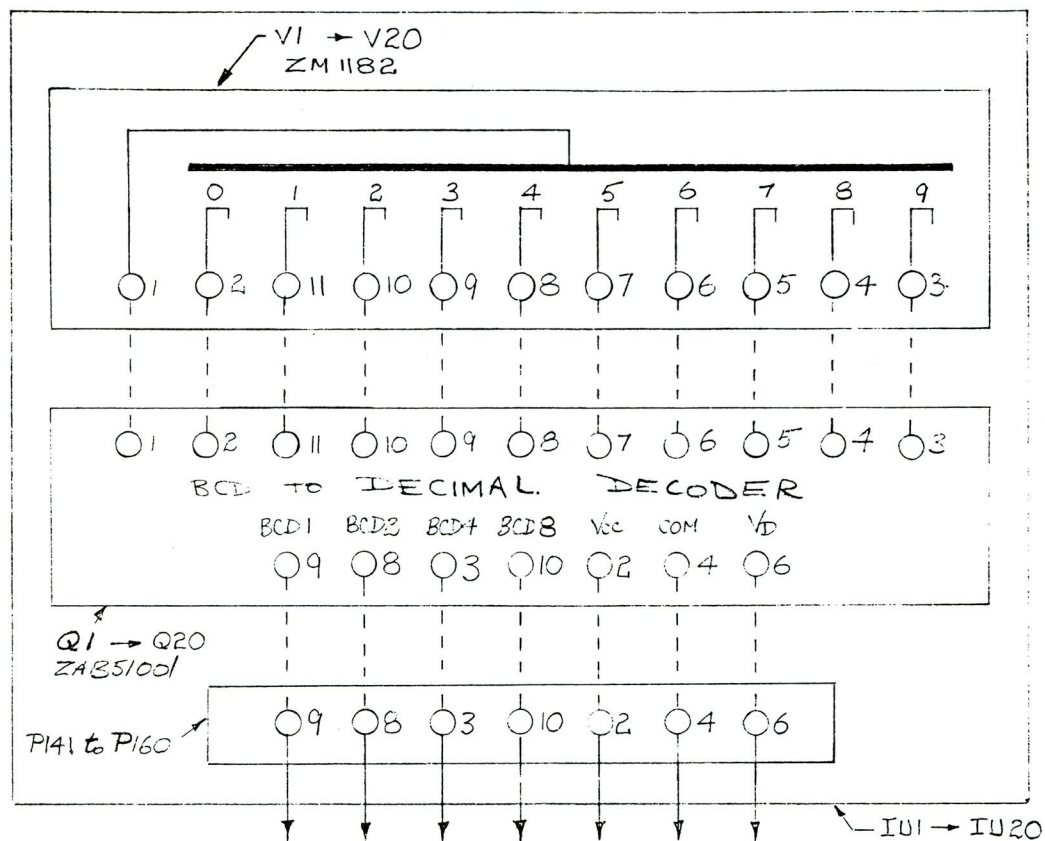 V1 → V20
ZM1182
0 1 2 3 4 5 6 7 8 9
1 2 11 10 9 8 7 6 5 4 3
1 2 11 10 9 8 7 6 5 4 3
BCD TO DECIMAL. DECODER
BCD1 BCD2 BCD4 BCD8 Vcc COM VD
9 8 3 10 2 4 6
Q1 → Q20
ZAB51001
9 8 3 10 2 4 6
P141 to P160
IU1 → IU20